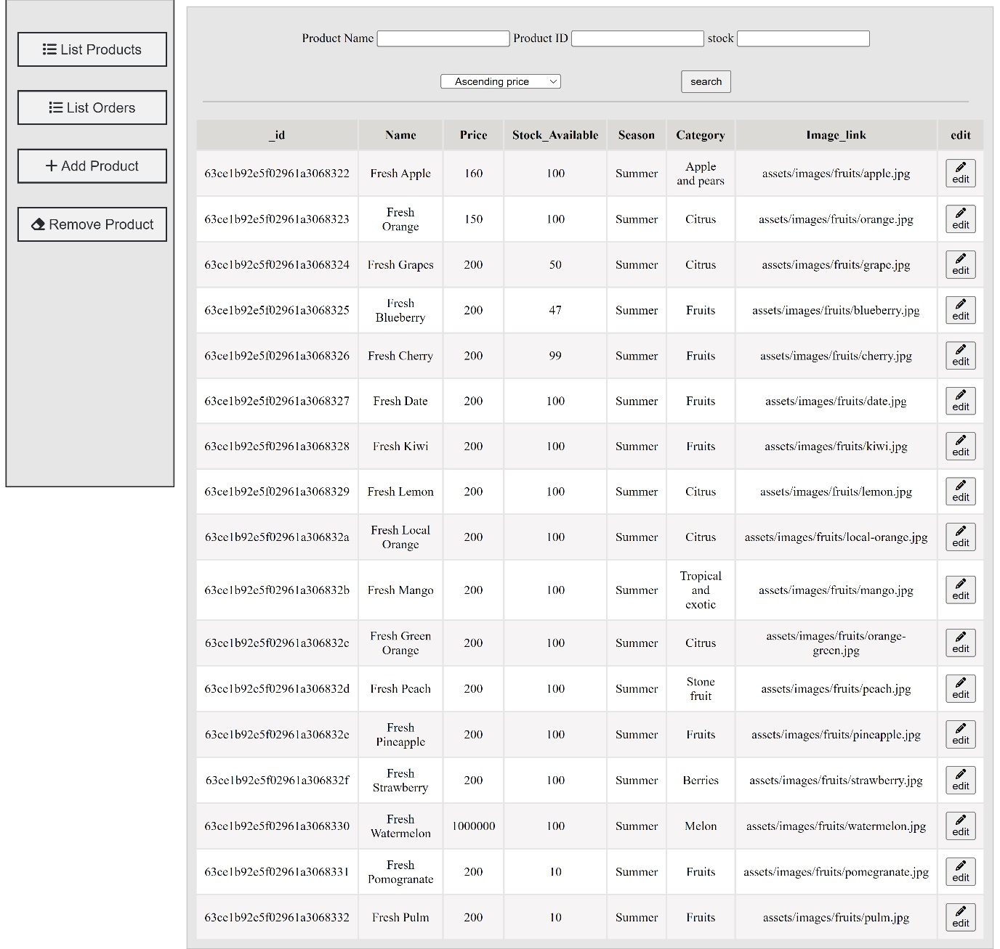 List Products
List Orders
Add Product
Remove Product
Product Name Product ID stock
Ascending price search
_id Name Price Stock_Available Season Category Image_link edit
63ce1b92e5f02961a3068322 Fresh Apple 160 100 Summer Apple and pears assets/images/fruits/apple.jpg edit
63ce1b92e5f02961a3068323 Fresh Orange 150 100 Summer Citrus assets/images/fruits/orange.jpg edit
63ce1b92e5f02961a3068324 Fresh Grapes 200 50 Summer Citrus assets/images/fruits/grape.jpg edit
63ce1b92e5f02961a3068325 Fresh Blueberry 200 47 Summer Fruits assets/images/fruits/blueberry.jpg edit
63ce1b92e5f02961a3068326 Fresh Cherry 200 99 Summer Fruits assets/images/fruits/cherry.jpg edit
63ce1b92e5f02961a3068327 Fresh Date 200 100 Summer Fruits assets/images/fruits/date.jpg edit
63ce1b92e5f02961a3068328 Fresh Kiwi 200 100 Summer Fruits assets/images/fruits/kiwi.jpg edit
63ce1b92e5f02961a3068329 Fresh Lemon 200 100 Summer Citrus assets/images/fruits/lemon.jpg edit
63ce1b92e5f02961a306832a Fresh Local Orange 200 100 Summer Citrus assets/images/fruits/local-orange.jpg edit
63ce1b92e5f02961a306832b Fresh Mango 200 100 Summer Tropical and exotic assets/images/fruits/mango.jpg edit
63ce1b92e5f02961a306832c Fresh Green Orange 200 100 Summer Citrus assets/images/fruits/orange-green.jpg edit
63ce1b92e5f02961a306832d Fresh Peach 200 100 Summer Stone fruit assets/images/fruits/peach.jpg edit
63ce1b92e5f02961a306832e Fresh Pineapple 200 100 Summer Fruits assets/images/fruits/pineapple.jpg edit
63ce1b92e5f02961a306832f Fresh Strawberry 200 100 Summer Berries assets/images/fruits/strawberry.jpg edit
63ce1b92e5f02961a3068330 Fresh Watermelon 1000000 100 Summer Melon assets/images/fruits/watermelon.jpg edit
63ce1b92e5f02961a3068331 Fresh Pomogranate 200 10 Summer Fruits assets/images/fruits/pomegranate.jpg edit
63ce1b92e5f02961a3068332 Fresh Pulm 200 10 Summer Fruits assets/images/fruits/pulm.jpg edit